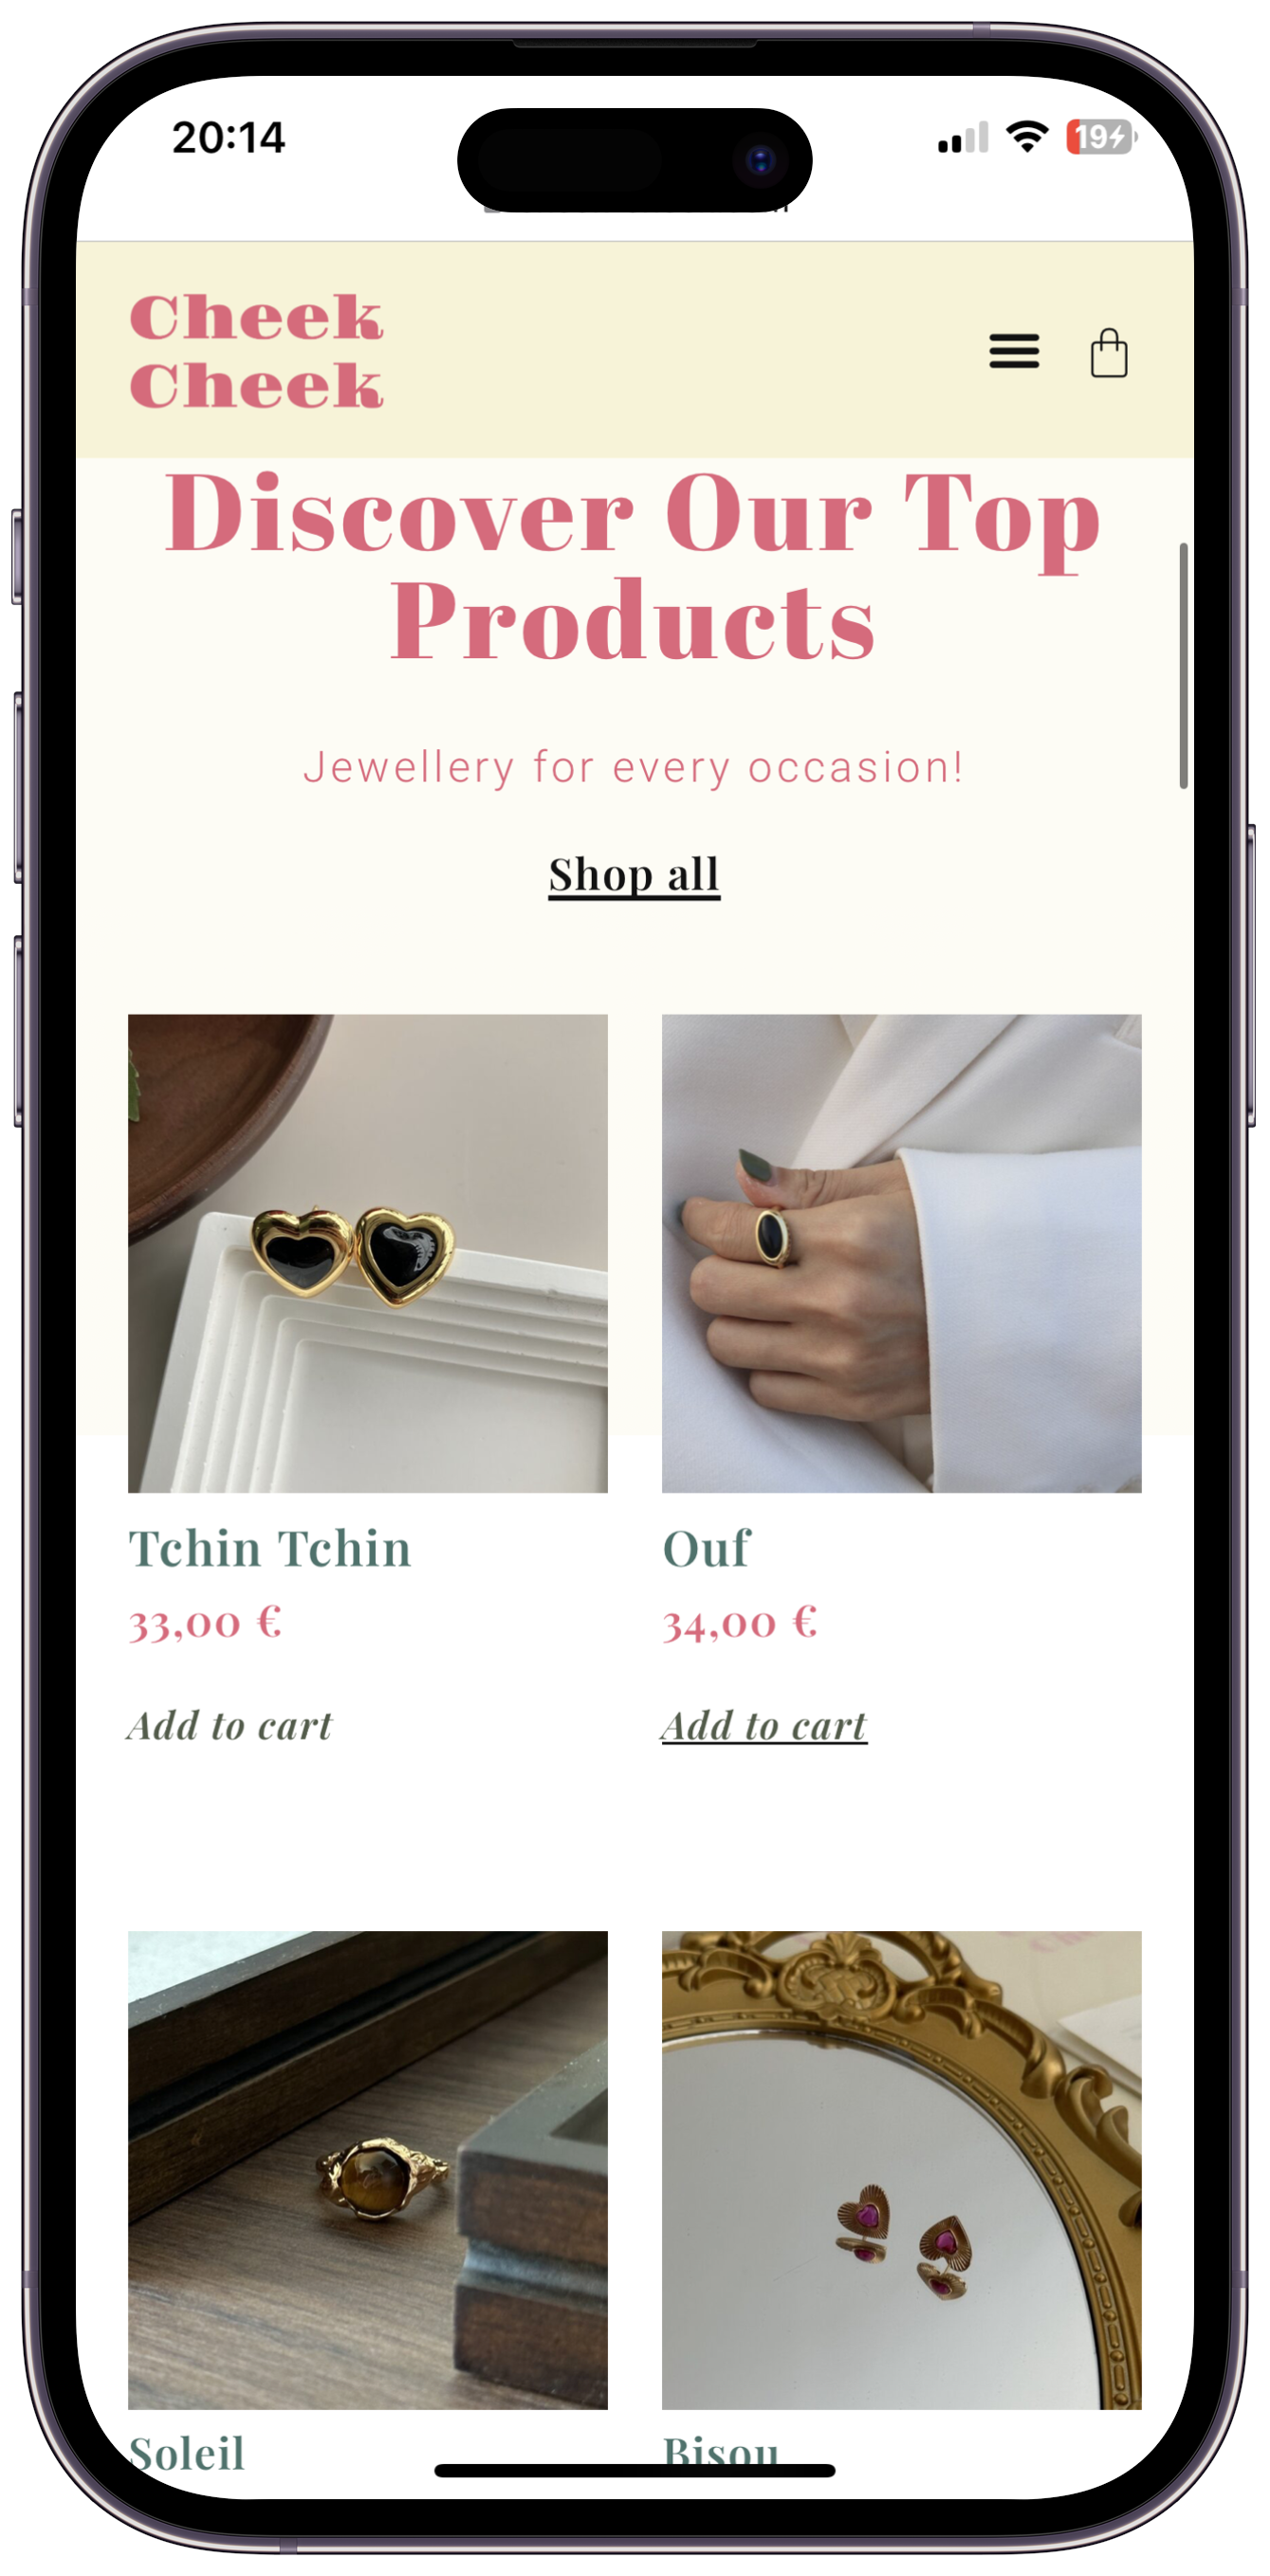 20:14
19
Cheek
Cheek
Discover Our Top
Products
Jewellery for every occasion!
Shop all
Tchin Tchin
Ouf
33,00 €
34,00 €
Add to cart
Add to cart
Soleil
Bisou